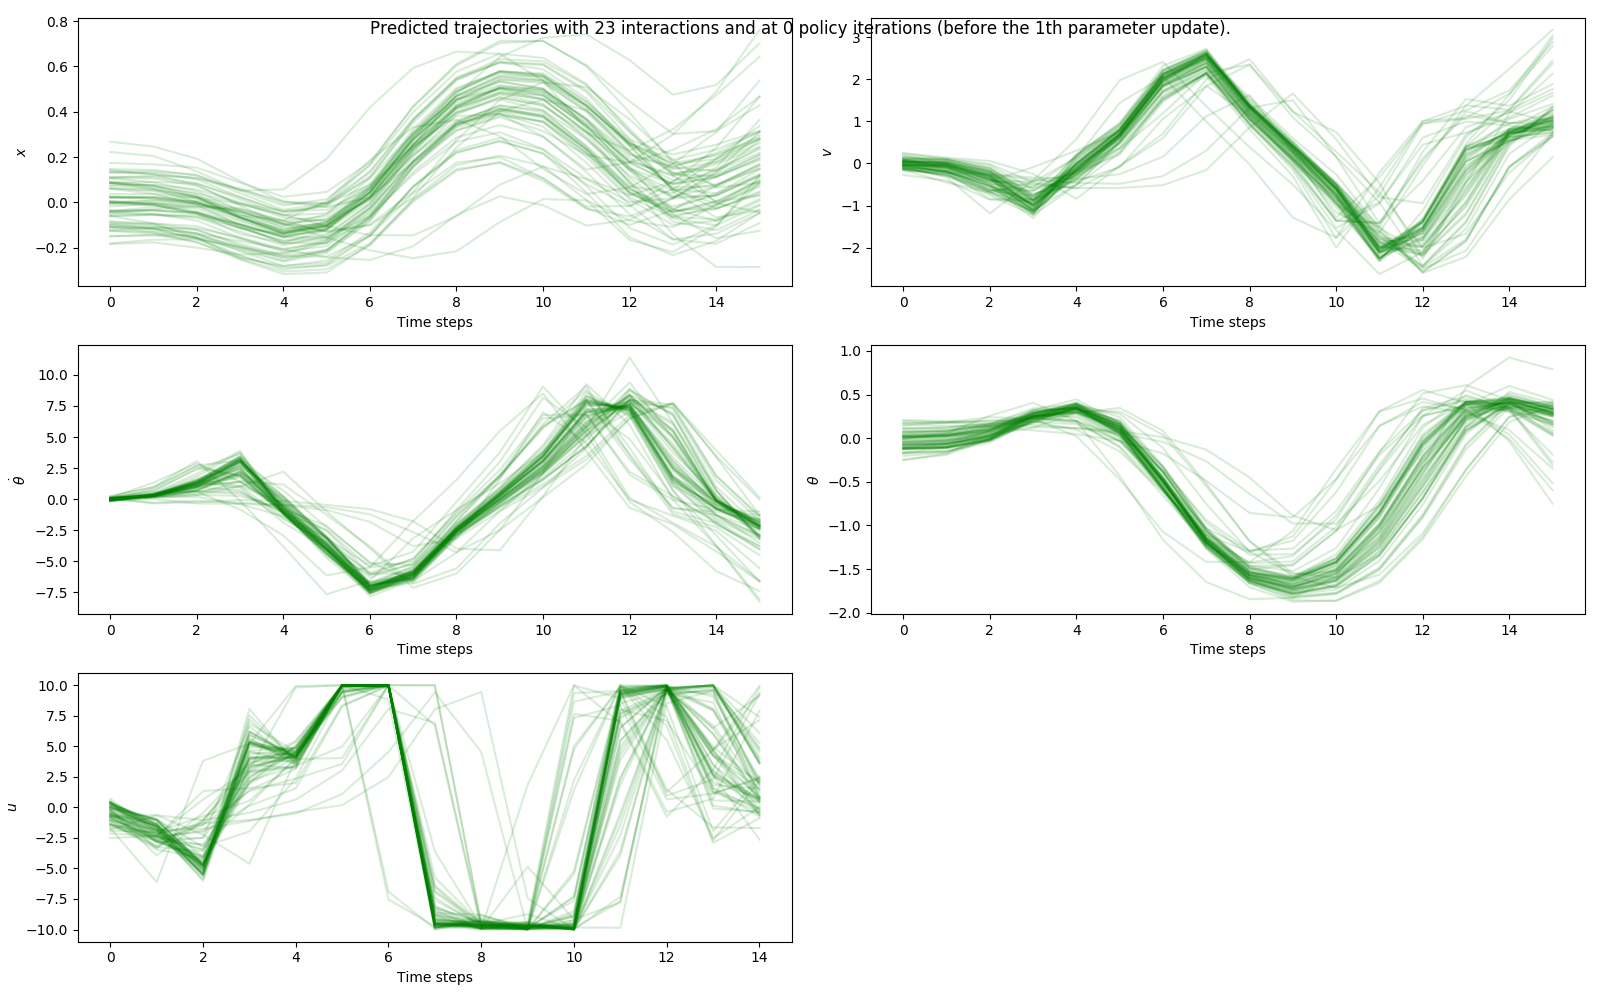 Predicted trajectories with 23 interactions and at 0 policy iterations (before the 1th parameter update).
0.8
0.6
0.4
0.2
0.0
−0.2
x
0 2 4 6 8 10 12 14
Time steps
3
2
1
0
−1
−2
v
0 2 4 6 8 10 12 14
Time steps
10.0
7.5
5.0
2.5
0.0
−2.5
−5.0
−7.5
θ̇
0 2 4 6 8 10 12 14
Time steps
1.0
0.5
0.0
−0.5
−1.0
−1.5
−2.0
θ
0 2 4 6 8 10 12 14
Time steps
10.0
7.5
5.0
2.5
0.0
−2.5
−5.0
−7.5
−10.0
u
0 2 4 6 8 10 12 14
Time steps